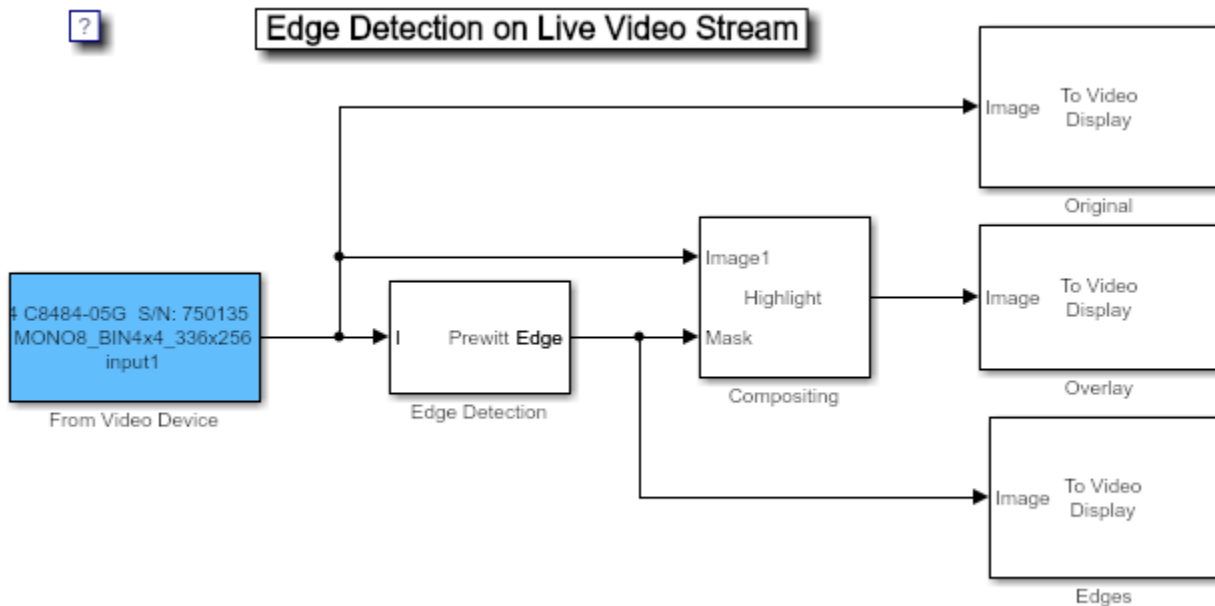 ?
Edge Detection on Live Video Stream
Image
To Video
Display
Original
4 C8484-05G S/N: 750135
MONO8_BIN4x4_336x256
input1
From Video Device
I
Prewitt Edge
Edge Detection
Image1
Highlight
Mask
Compositing
Image
To Video
Display
Overlay
Image
To Video
Display
Edges